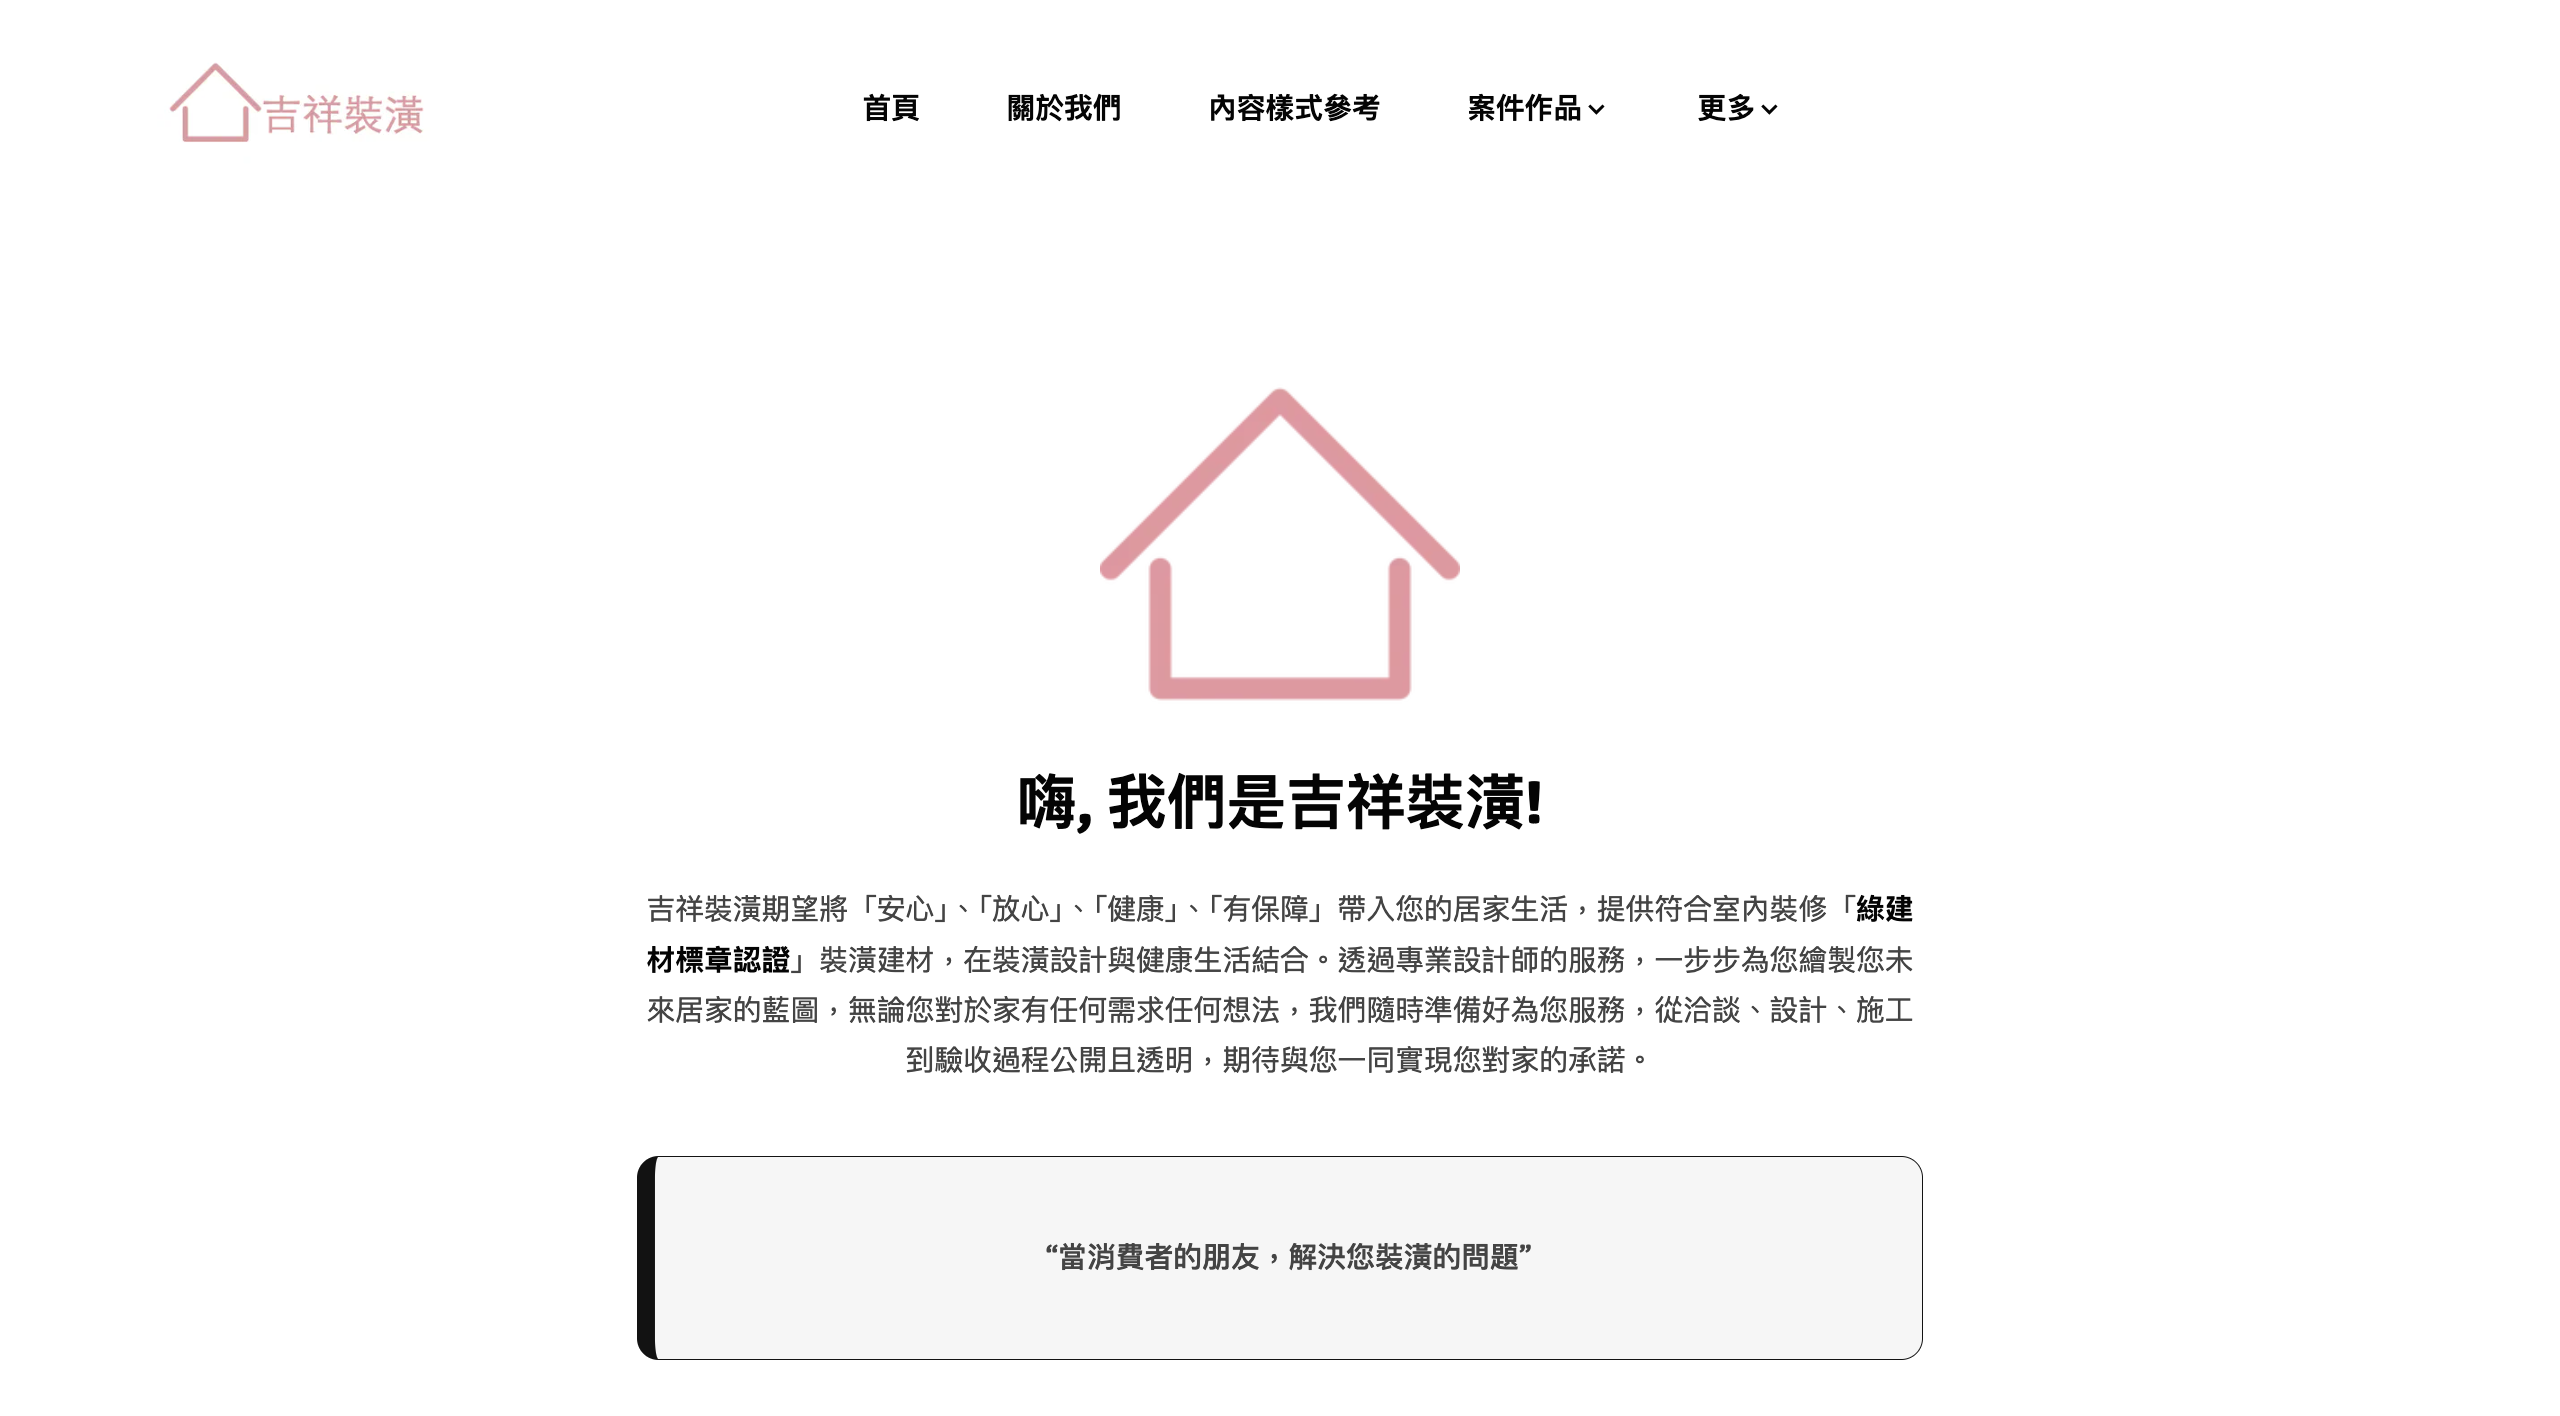 吉祥裝潢
首頁 關於我們 內容樣式參考 案件作品 更多
嗨, 我們是吉祥裝潢!
吉祥裝潢期望將「安心」、「放心」、「健康」、「有保障」帶入您的居家生活，提供符合室內裝修「綠建
材標章認證」裝潢建材，在裝潢設計與健康生活結合。透過專業設計師的服務，一步步為您繪製您未
來居家的藍圖，無論您對於家有任何需求任何想法，我們隨時準備好為您服務，從洽談、設計、施工
到驗收過程公開且透明，期待與您一同實現您對家的承諾。
“當消費者的朋友，解決您裝潢的問題”